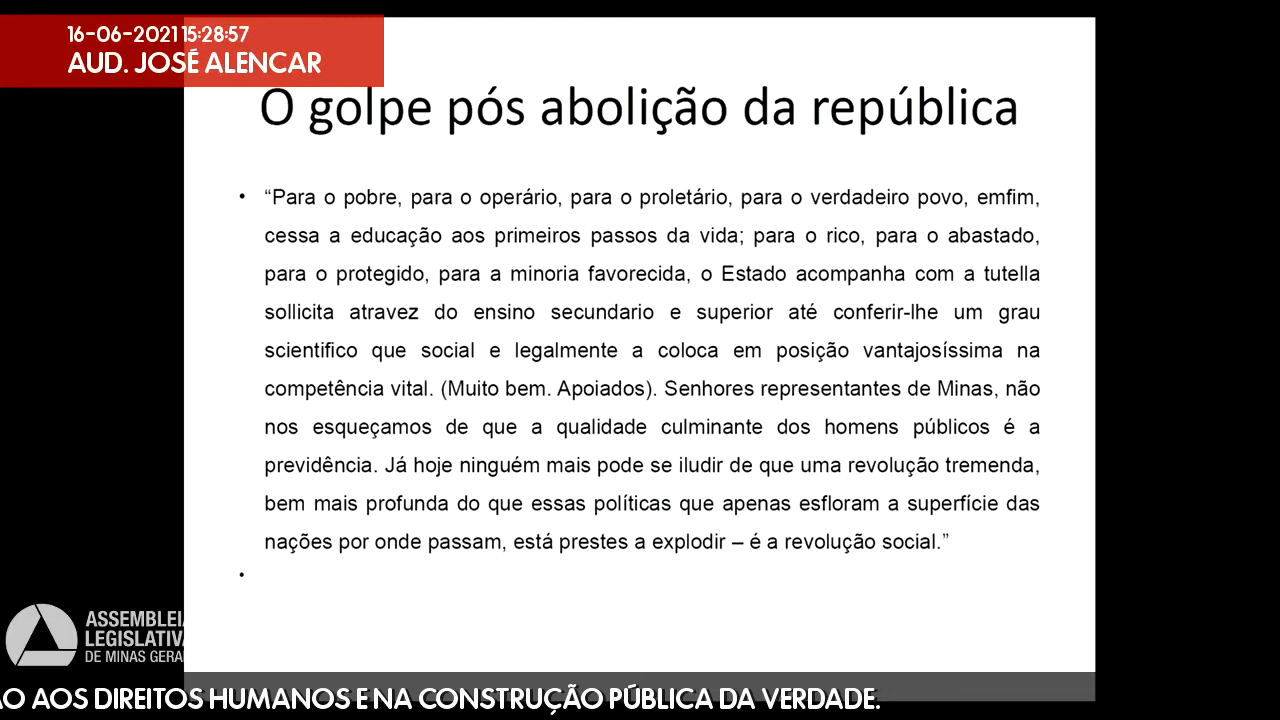 16-06-2021 15:28:57
AUD. JOSÉ ALENCAR
O golpe pós abolição da república
• “Para o pobre, para o operário, para o proletário, para o verdadeiro povo, emfim,
cessa a educação aos primeiros passos da vida; para o rico, para o abastado,
para o protegido, para a minoria favorecida, o Estado acompanha com a tutella
sollicita atravez do ensino secundario e superior até conferir-lhe um grau
scientifico que social e legalmente a coloca em posição vantajosíssima na
competência vital. (Muito bem. Apoiados). Senhores representantes de Minas, não
nos esqueçamos de que a qualidade culminante dos homens públicos é a
previdência. Já hoje ninguém mais pode se iludir de que uma revolução tremenda,
bem mais profunda do que essas políticas que apenas esfloram a superfície das
nações por onde passam, está prestes a explodir – é a revolução social.”
•
ASSEMBLEIA
LEGISLATIVA
DE MINAS GERAI
ÃO AOS DIREITOS HUMANOS E NA CONSTRUÇÃO PÚBLICA DA VERDADE.